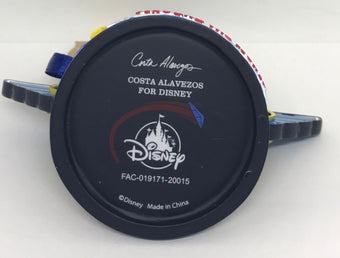 Costa Alavezos
COSTA ALAVEZOS
FOR DISNEY
Disney
FAC-019171-20015
©Disney Made in China